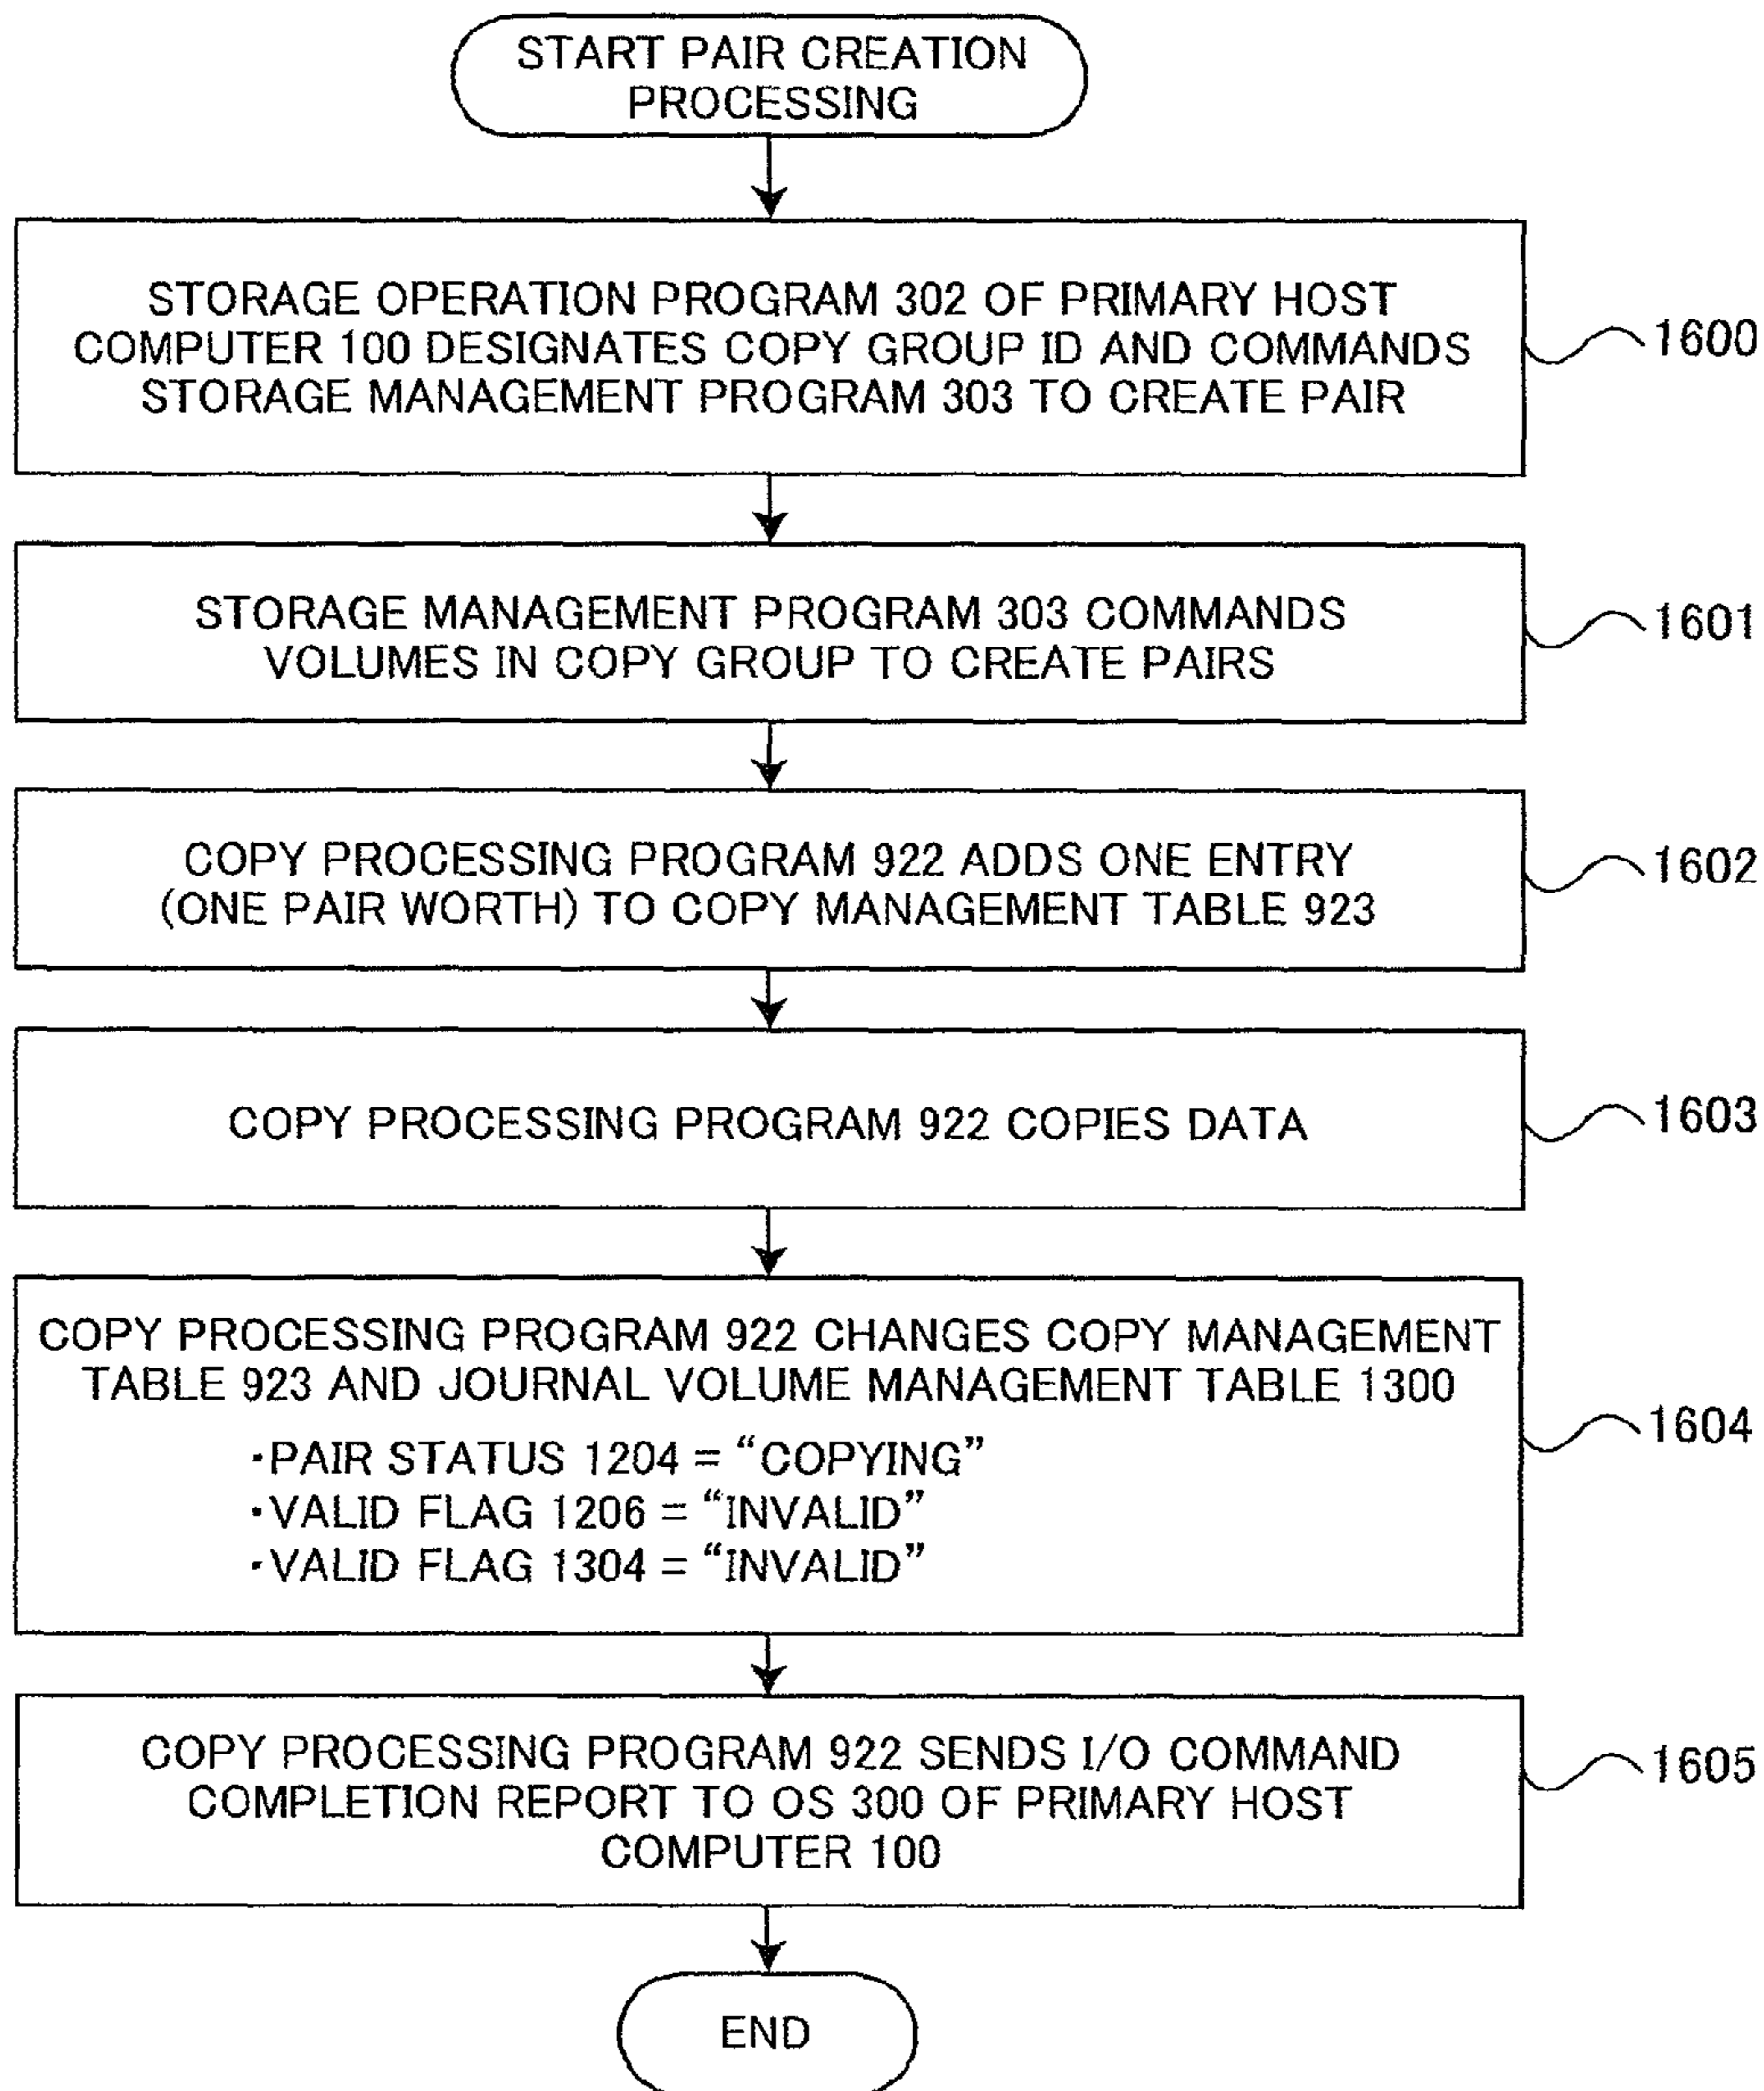 START PAIR CREATION
PROCESSING
STORAGE OPERATION PROGRAM 302 OF PRIMARY HOST
COMPUTER 100 DESIGNATES COPY GROUP ID AND COMMANDS
STORAGE MANAGEMENT PROGRAM 303 TO CREATE PAIR
1600
STORAGE MANAGEMENT PROGRAM 303 COMMANDS
VOLUMES IN COPY GROUP TO CREATE PAIRS
1601
COPY PROCESSING PROGRAM 922 ADDS ONE ENTRY
(ONE PAIR WORTH) TO COPY MANAGEMENT TABLE 923
1602
COPY PROCESSING PROGRAM 922 COPIES DATA
1603
COPY PROCESSING PROGRAM 922 CHANGES COPY MANAGEMENT
TABLE 923 AND JOURNAL VOLUME MANAGEMENT TABLE 1300
・PAIR STATUS 1204 = “COPYING”
・VALID FLAG 1206 = “INVALID”
・VALID FLAG 1304 = “INVALID”
1604
COPY PROCESSING PROGRAM 922 SENDS I/O COMMAND
COMPLETION REPORT TO OS 300 OF PRIMARY HOST
COMPUTER 100
1605
END